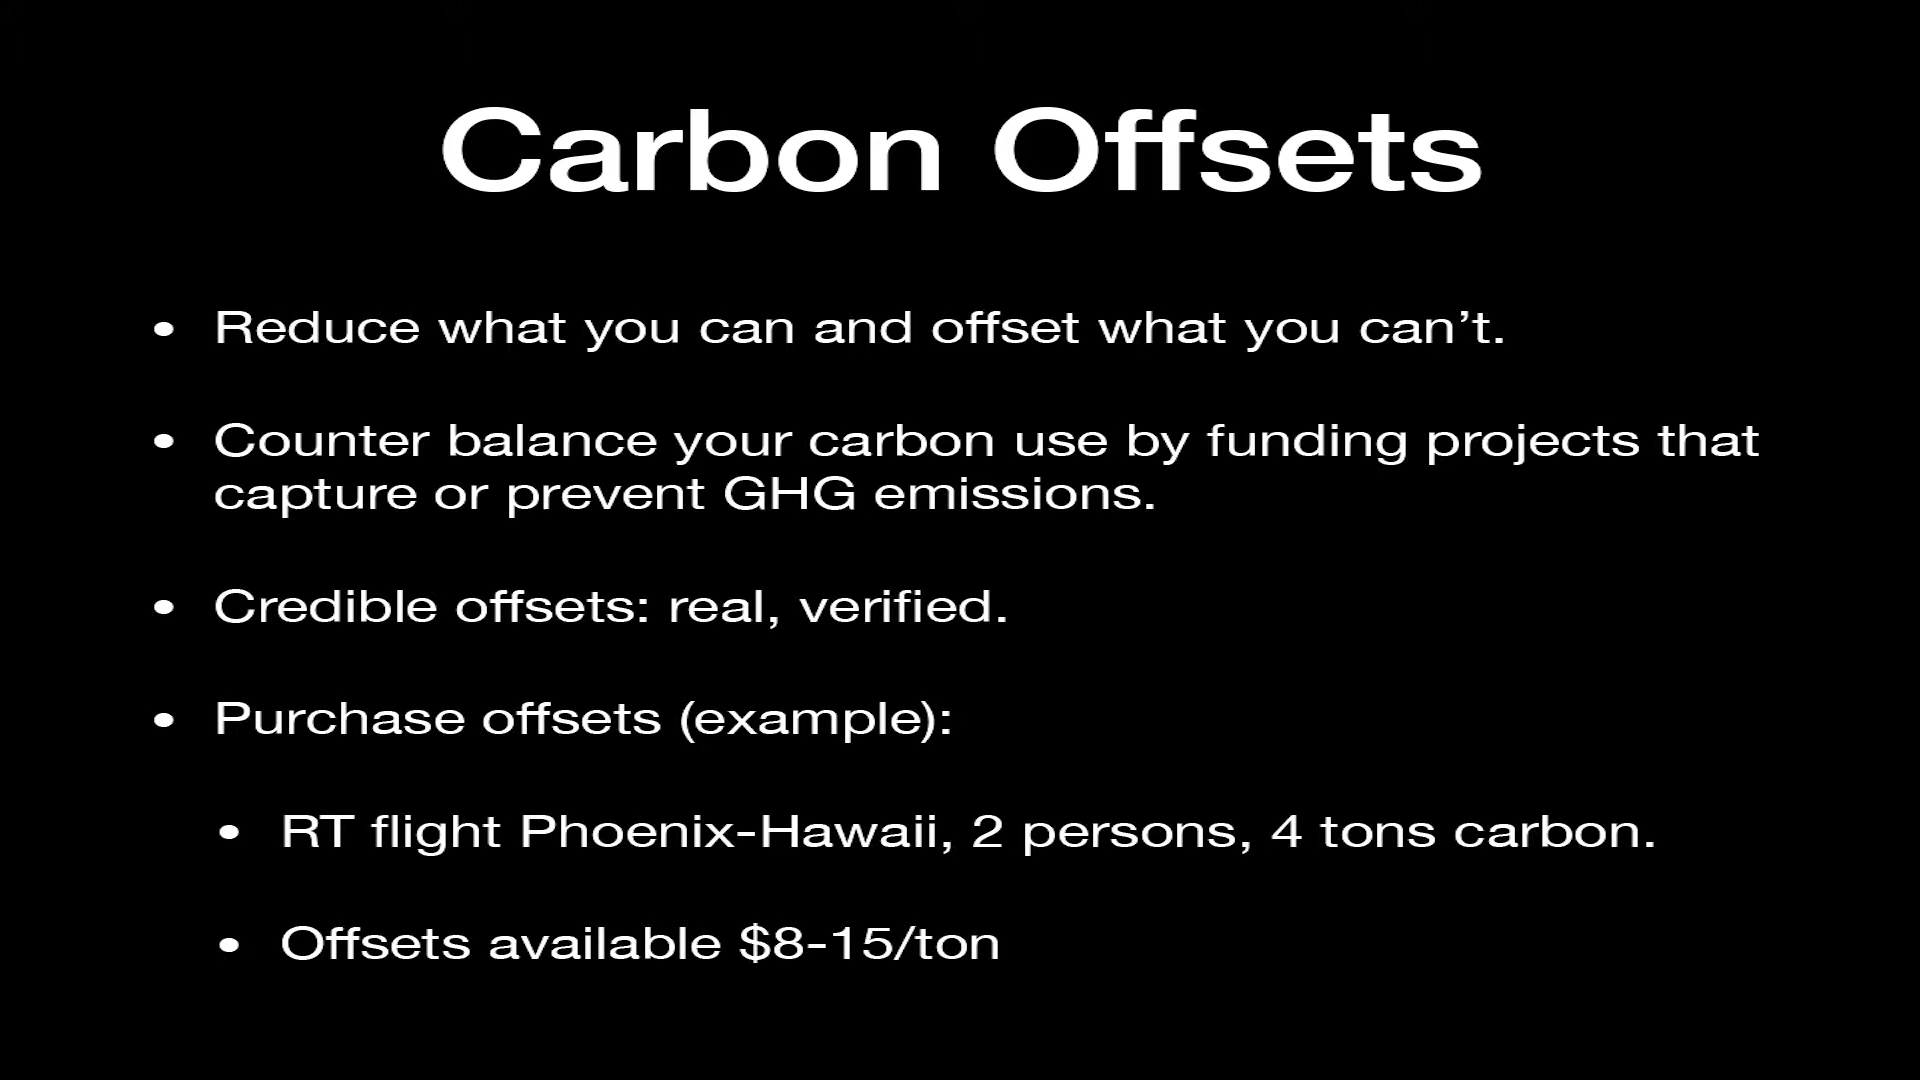 Carbon Offsets
• Reduce what you can and offset what you can’t.
• Counter balance your carbon use by funding projects that
capture or prevent GHG emissions.
• Credible offsets: real, verified.
• Purchase offsets (example):
• RT flight Phoenix-Hawaii, 2 persons, 4 tons carbon.
• Offsets available $8-15/ton